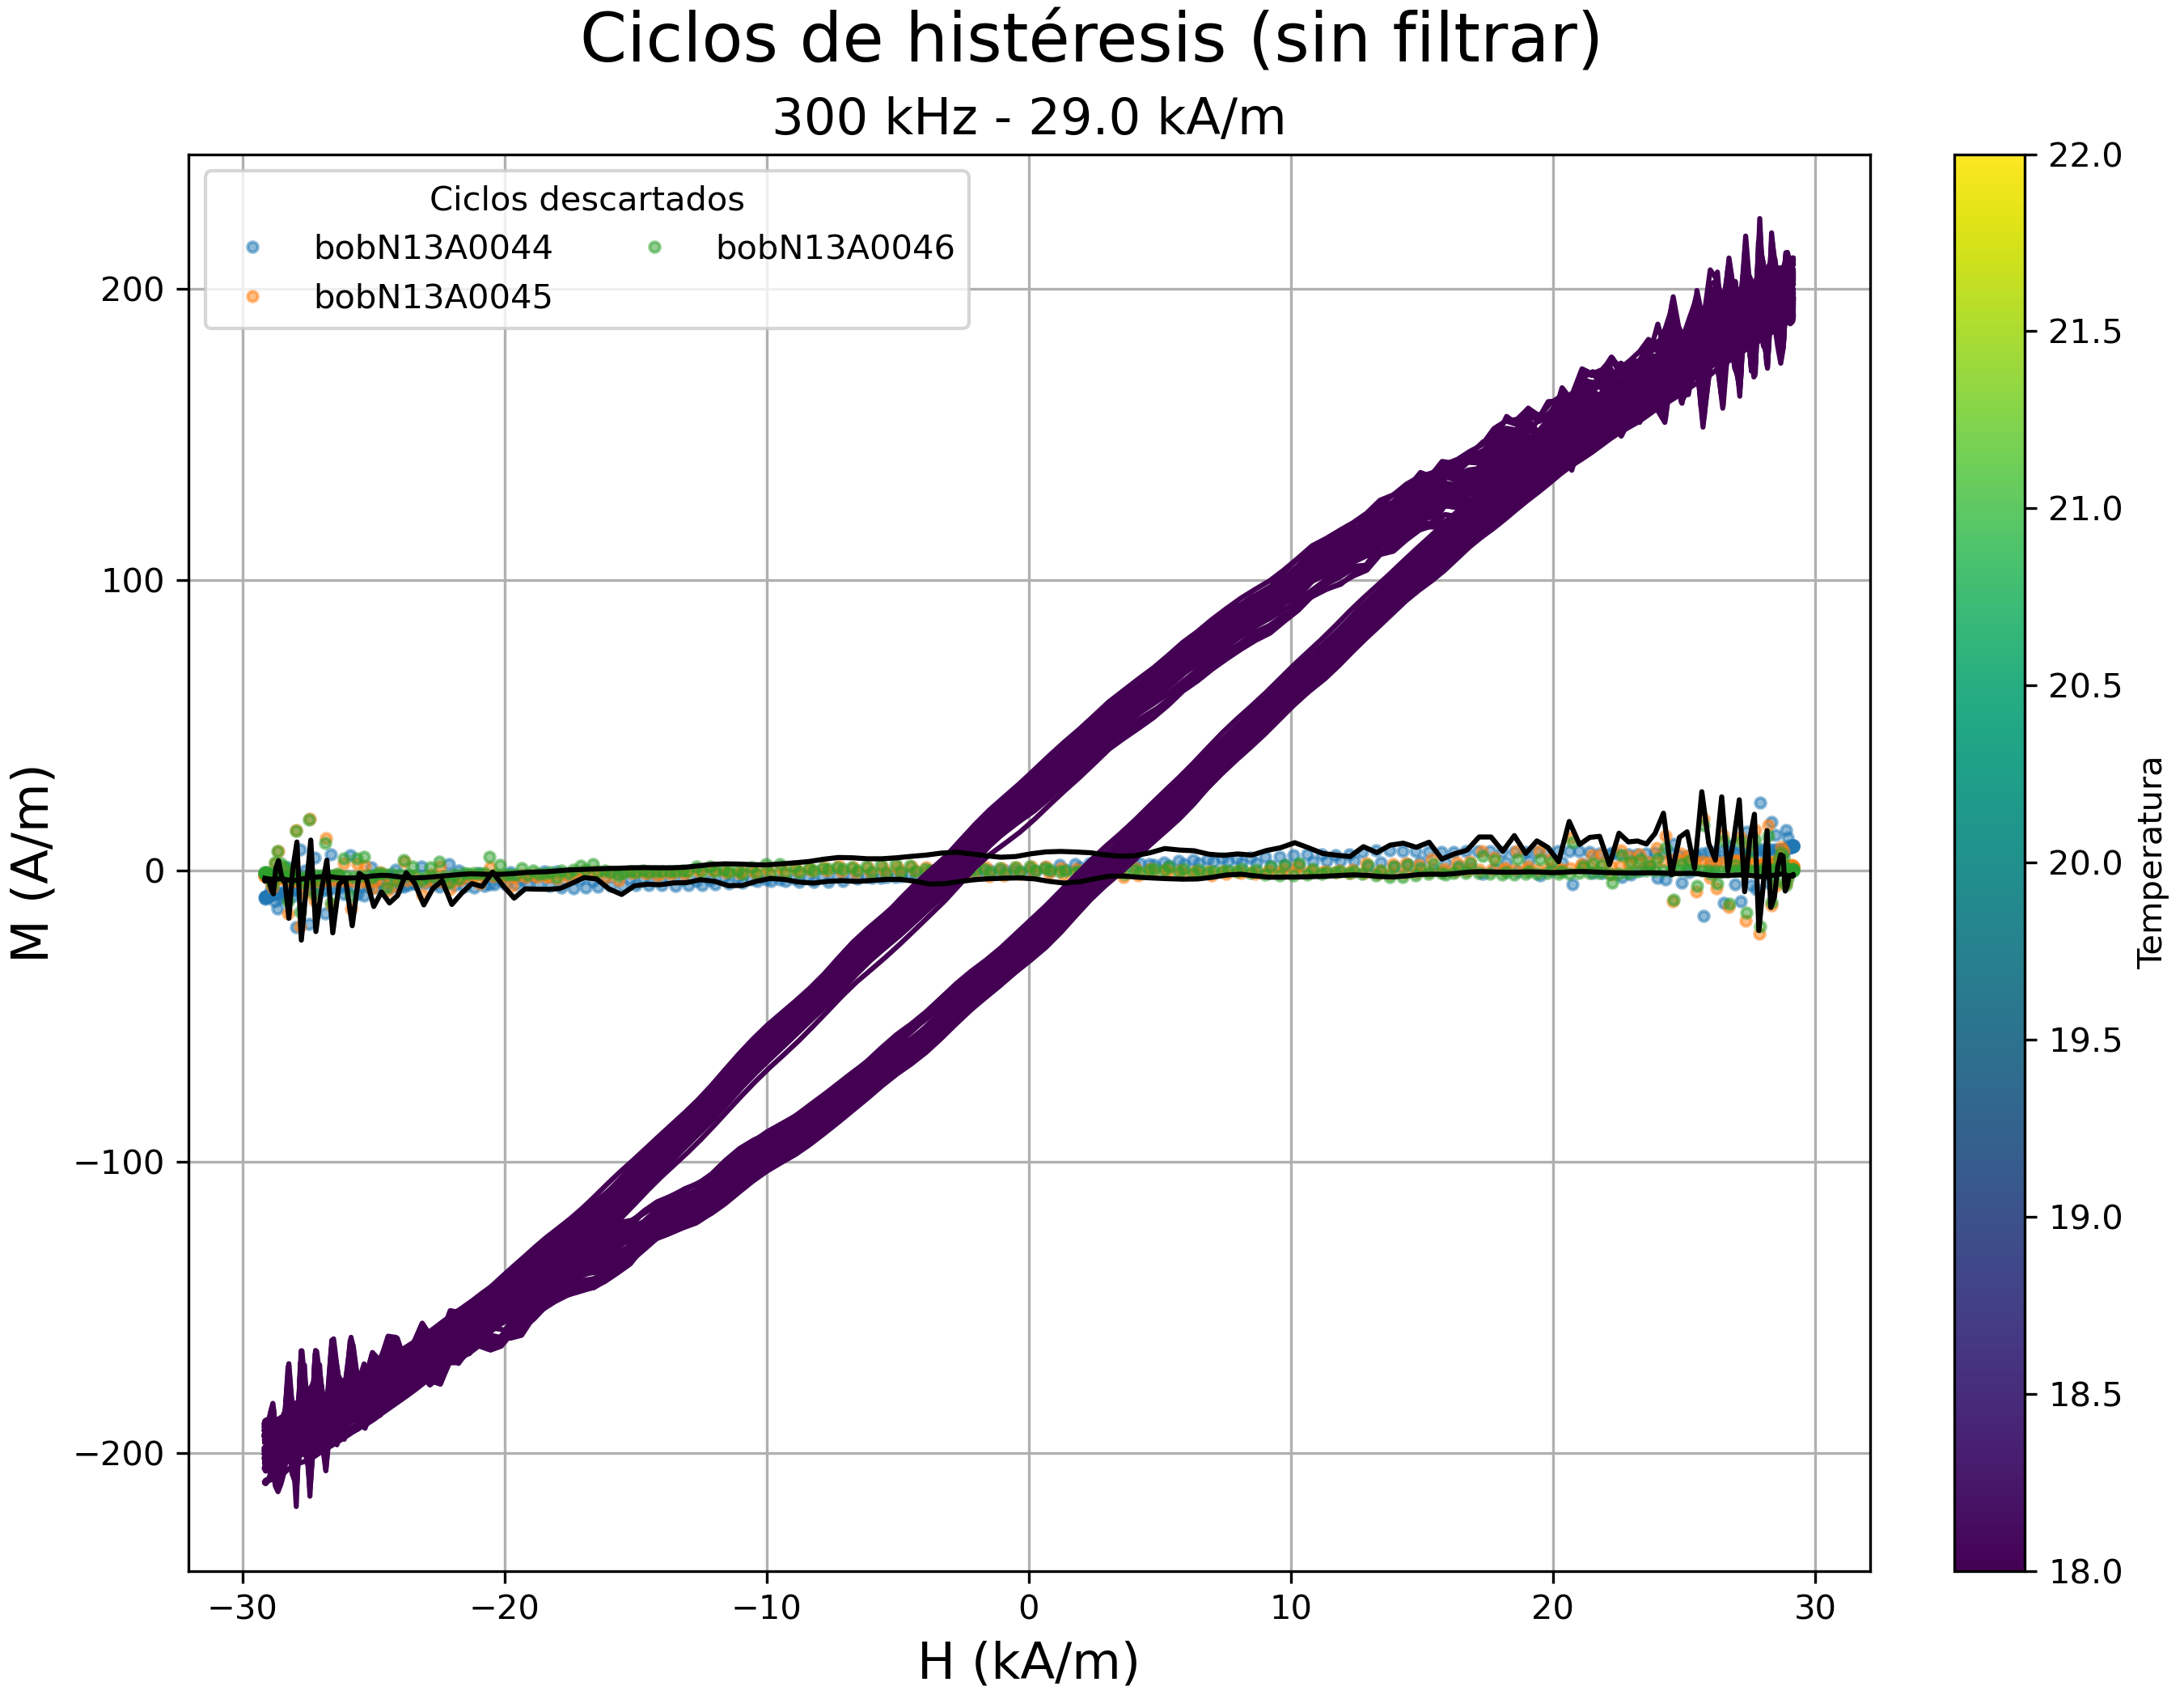 Ciclos de histéresis (sin filtrar)
300 kHz - 29.0 kA/m
Ciclos descartados
bobN13A0044
bobN13A0045
bobN13A0046
200
100
0
−100
−200
M (A/m)
−30
−20
−10
0
10
20
30
H (kA/m)
22.0
21.5
21.0
20.5
20.0
19.5
19.0
18.5
18.0
Temperatura